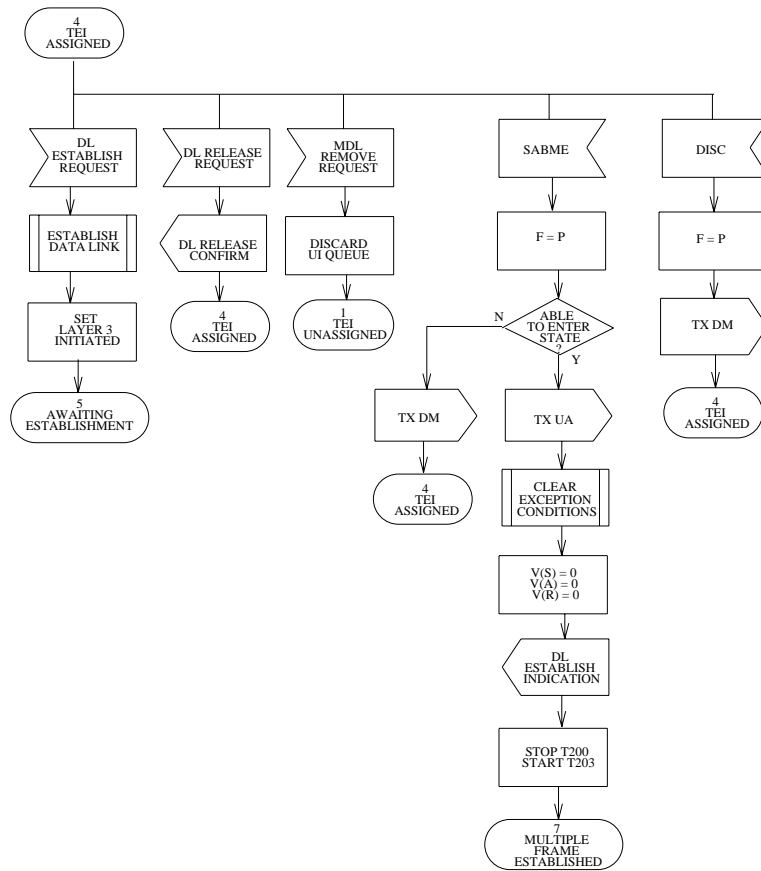 4
TEI
ASSIGNED
DL
ESTABLISH
REQUEST
DL RELEASE
REQUEST
MDL
REMOVE
REQUEST
SABME
DISC
ESTABLISH
DATA LINK
DL RELEASE
CONFIRM
DISCARD
UI QUEUE
F = P
F = P
SET
LAYER 3
INITIATED
4
TEI
ASSIGNED
1
TEI
UNASSIGNED
N
ABLE
TO ENTER
STATE
?
Y
TX DM
5
AWAITING
ESTABLISHMENT
TX DM
TX UA
4
TEI
ASSIGNED
4
TEI
ASSIGNED
CLEAR
EXCEPTION
CONDITIONS
V(S) = 0
V(A) = 0
V(R) = 0
DL
ESTABLISH
INDICATION
STOP T200
START T203
7
MULTIPLE
FRAME
ESTABLISHED